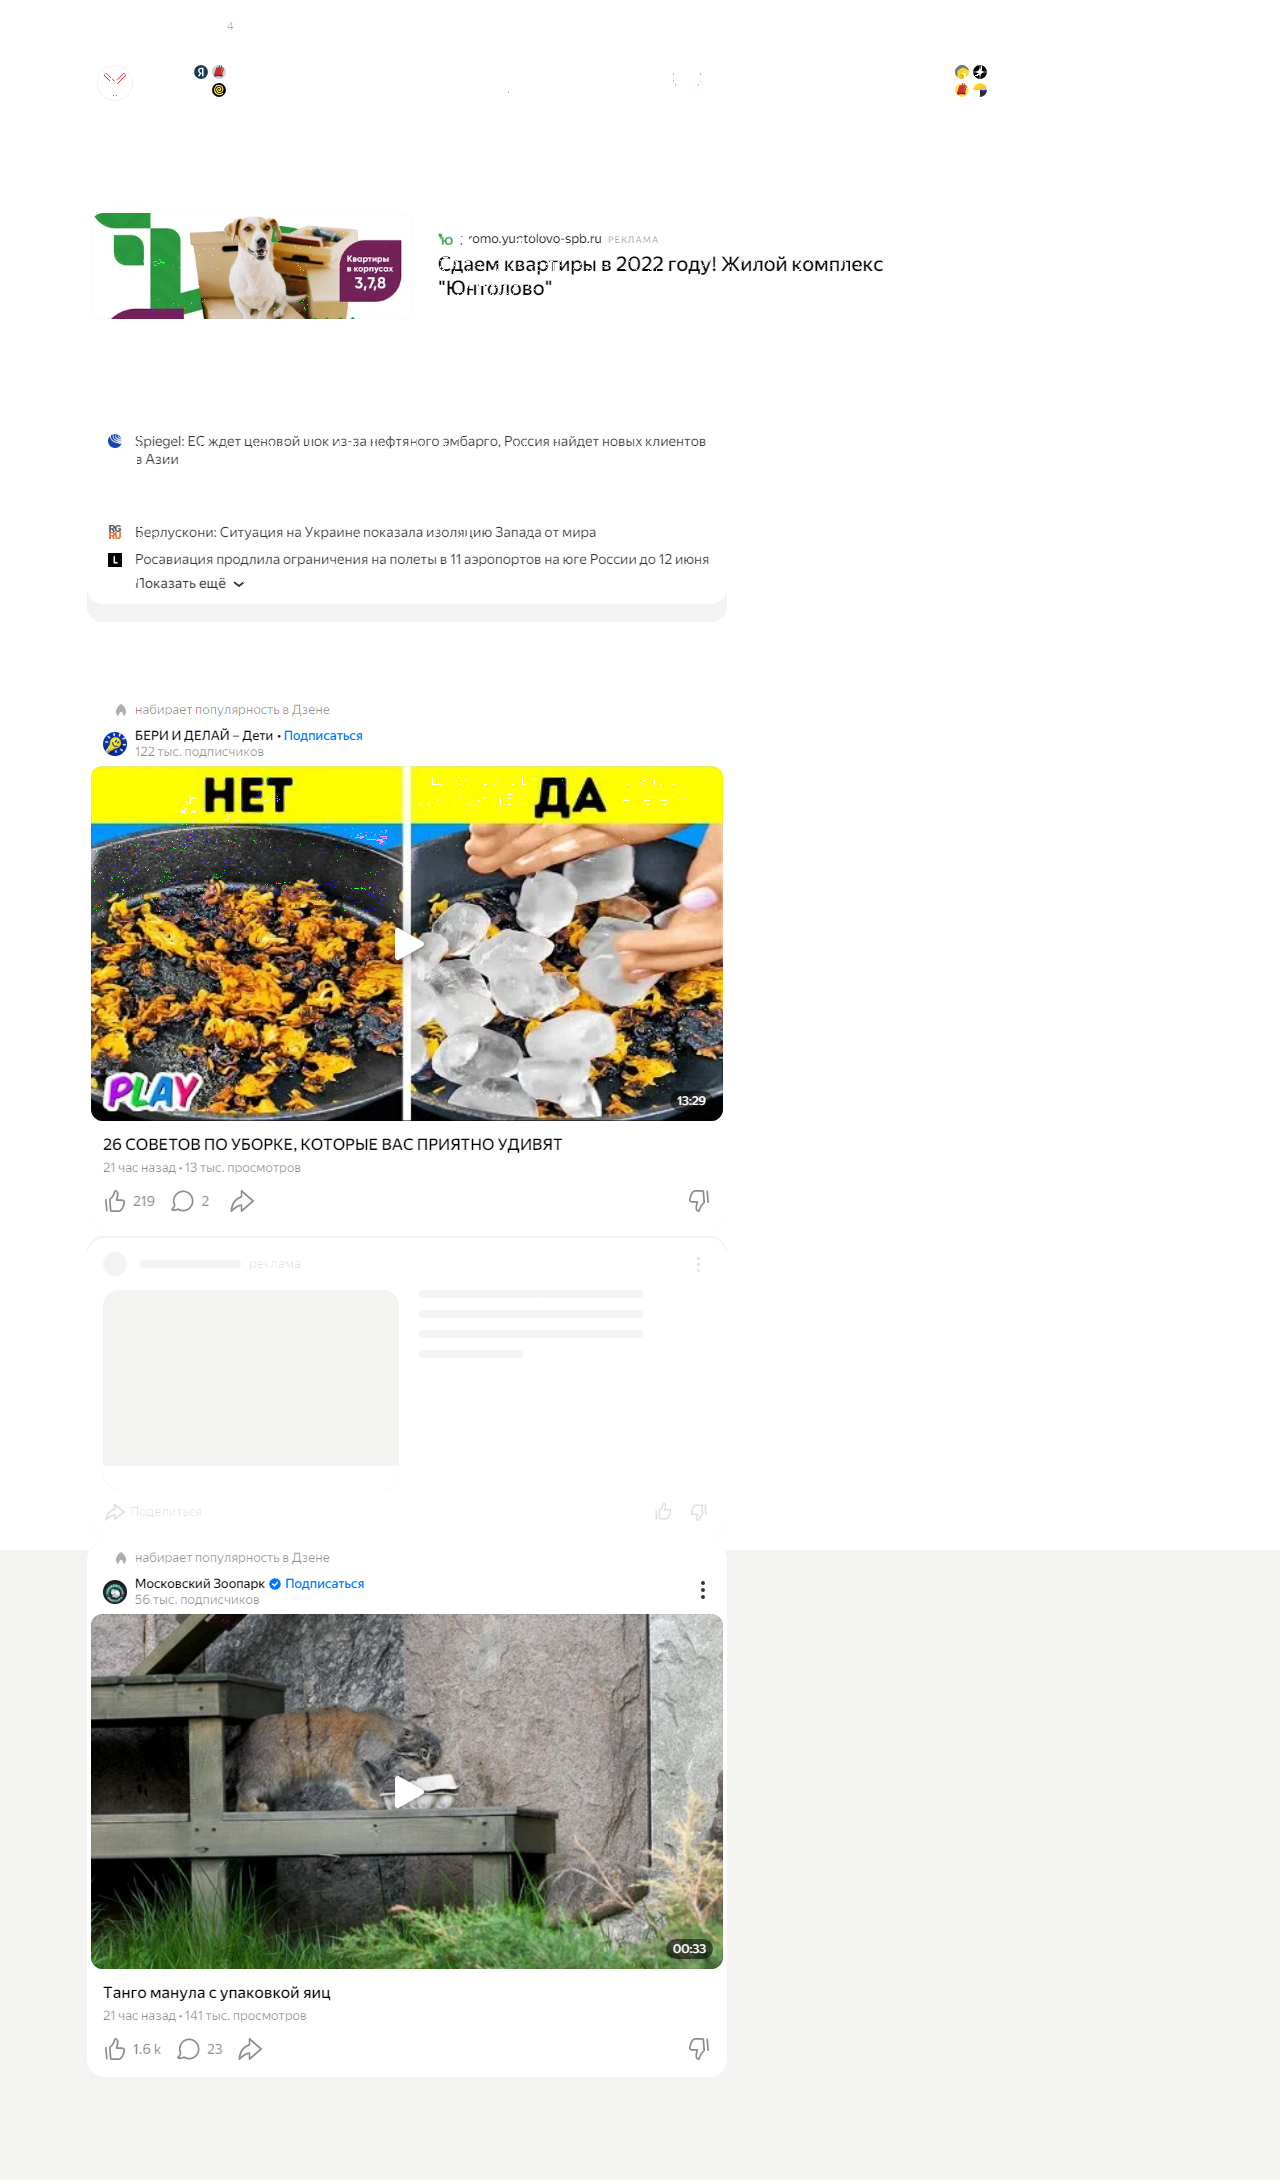 4
Я
Квартиры
в корпусах
3,7,8
Ю
romo.yuntolovo-spb.ru РЕКЛАМА
Сдаем квартиры в 2022 году! Жилой комплекс
"Юнтолово"
Spiegel: ЕС ждет ценовой шок из-за нефтяного эмбарго, Россия найдет новых клиентов
в Азии
RG
RU
Берлускони: Ситуация на Украине показала изоляцию Запада от мира
L
Росавиация продлила ограничения на полеты в 11 аэропортов на юге России до 12 июня
Показать ещё
набирает популярность в Дзене
БЕРИ И ДЕЛАЙ – Дети • Подписаться
122 тыс. подписчиков
НЕТ ДА
PLAY
13:29
26 СОВЕТОВ ПО УБОРКЕ, КОТОРЫЕ ВАС ПРИЯТНО УДИВЯТ
21 час назад • 13 тыс. просмотров
219 2
реклама
Поделиться
набирает популярность в Дзене
Московский Зоопарк Подписаться
56 тыс. подписчиков
00:33
Танго манула с упаковкой яиц
21 час назад • 141 тыс. просмотров
1.6 k 23